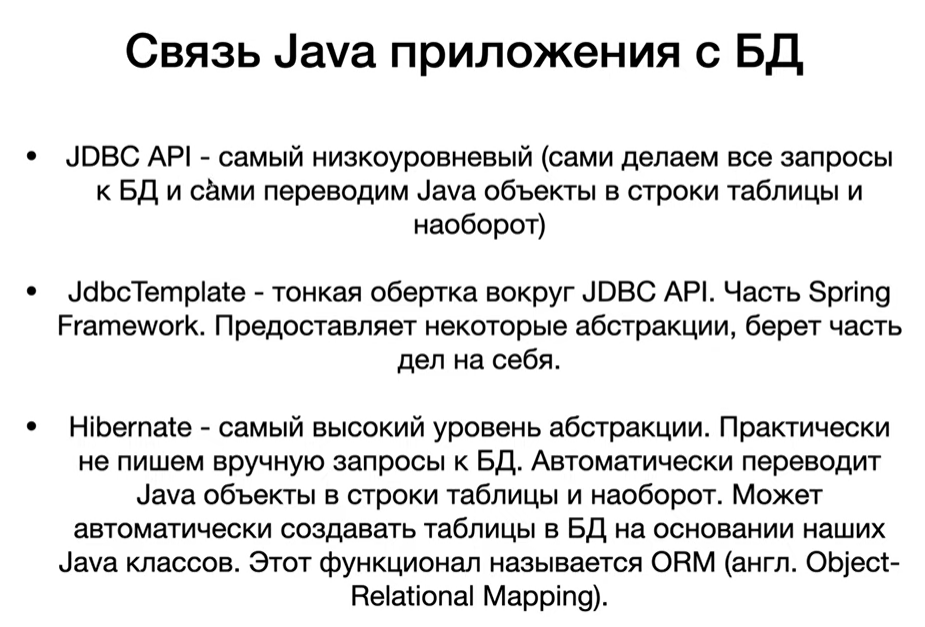 Связь Java приложения с БД
• JDBC API - самый низкоуровневый (сами делаем все запросы
к БД и сами переводим Java объекты в строки таблицы и
наоборот)
• JdbcTemplate - тонкая обертка вокруг JDBC API. Часть Spring
Framework. Предоставляет некоторые абстракции, берет часть
дел на себя.
• Hibernate - самый высокий уровень абстракции. Практически
не пишем вручную запросы к БД. Автоматически переводит
Java объекты в строки таблицы и наоборот. Может
автоматически создавать таблицы в БД на основании наших
Java классов. Этот функционал называется ORM (англ. Object-
Relational Mapping).